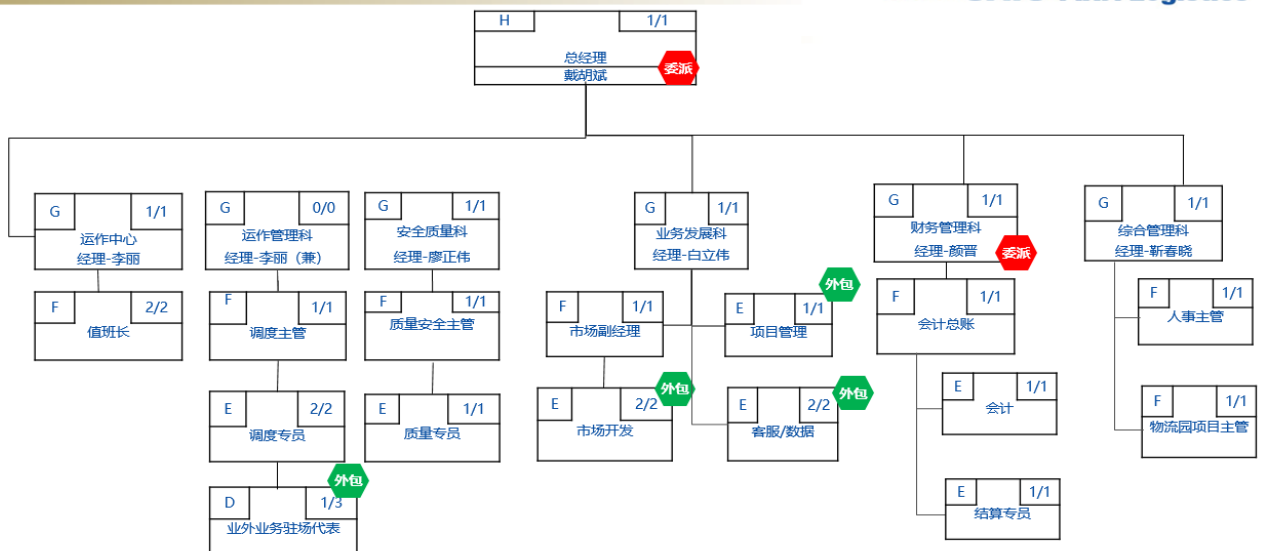 H 1/1
总经理
戴胡斌
委派
G 1/1
运作中心
经理-李丽
F 2/2
值班长
G 0/0
运作管理科
经理-李丽（兼）
F 1/1
调度主管
E 2/2
调度专员
外包
D 1/3
业外业务驻场代表
G 1/1
安全质量科
经理-廖正伟
F 1/1
质量安全主管
E 1/1
质量专员
G 1/1
业务发展科
经理-白立伟
F 1/1
市场副经理
外包
E 2/2
市场开发
外包
E 1/1
项目管理
外包
E 2/2
客服/数据
G 1/1
财务管理科
经理-颜晋
委派
F 1/1
会计总账
E 1/1
会计
E 1/1
结算专员
G 1/1
综合管理科
经理-靳春晓
F 1/1
人事主管
F 1/1
物流园项目主管